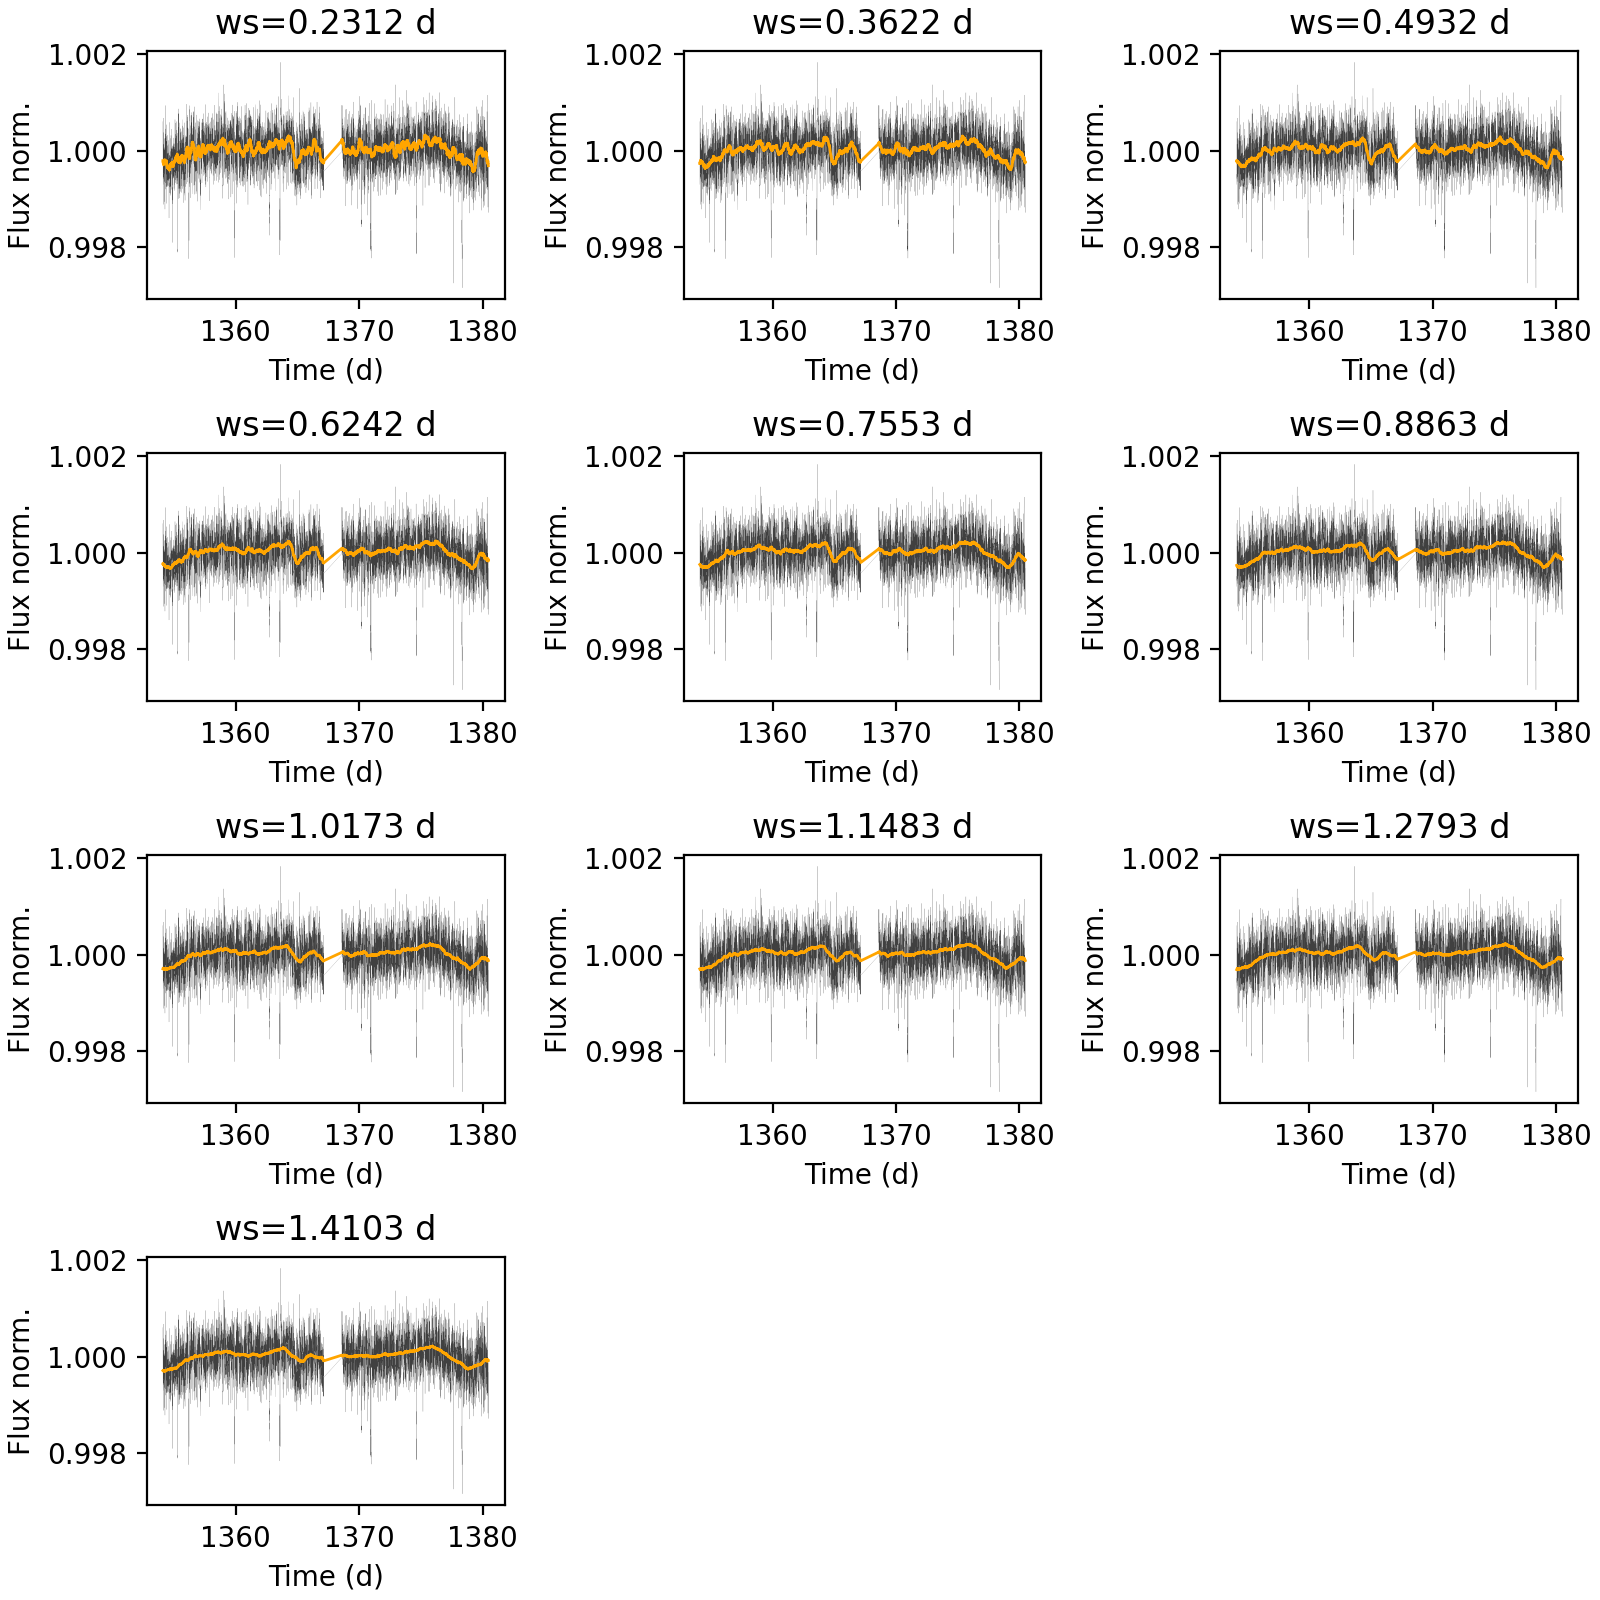 ws=0.2312 d
ws=0.3622 d
ws=0.4932 d
1.002
1.000
0.998
Flux norm.
1360 1370 1380
Time (d)
1.002
1.000
0.998
Flux norm.
1360 1370 1380
Time (d)
1.002
1.000
0.998
Flux norm.
1360 1370 1380
Time (d)
ws=0.6242 d
ws=0.7553 d
ws=0.8863 d
1.002
1.000
0.998
Flux norm.
1360 1370 1380
Time (d)
1.002
1.000
0.998
Flux norm.
1360 1370 1380
Time (d)
1.002
1.000
0.998
Flux norm.
1360 1370 1380
Time (d)
ws=1.0173 d
ws=1.1483 d
ws=1.2793 d
1.002
1.000
0.998
Flux norm.
1360 1370 1380
Time (d)
1.002
1.000
0.998
Flux norm.
1360 1370 1380
Time (d)
1.002
1.000
0.998
Flux norm.
1360 1370 1380
Time (d)
ws=1.4103 d
1.002
1.000
0.998
Flux norm.
1360 1370 1380
Time (d)